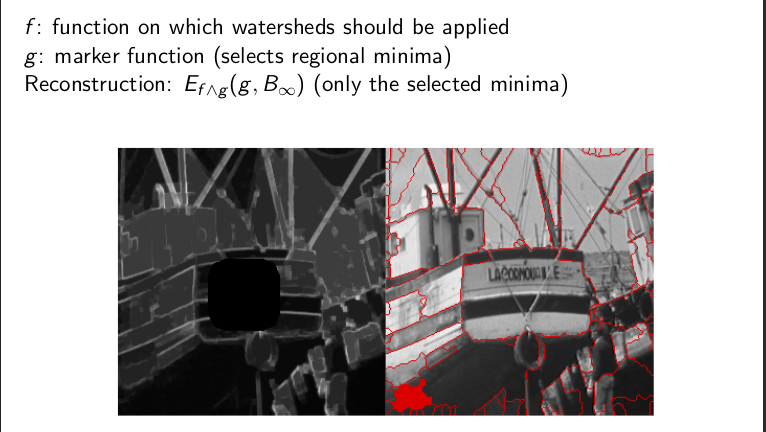 f: function on which watersheds should be applied
g: marker function (selects regional minima)
Reconstruction: E_{f∧g}(g, B_∞) (only the selected minima)
LACORNOUAILLE